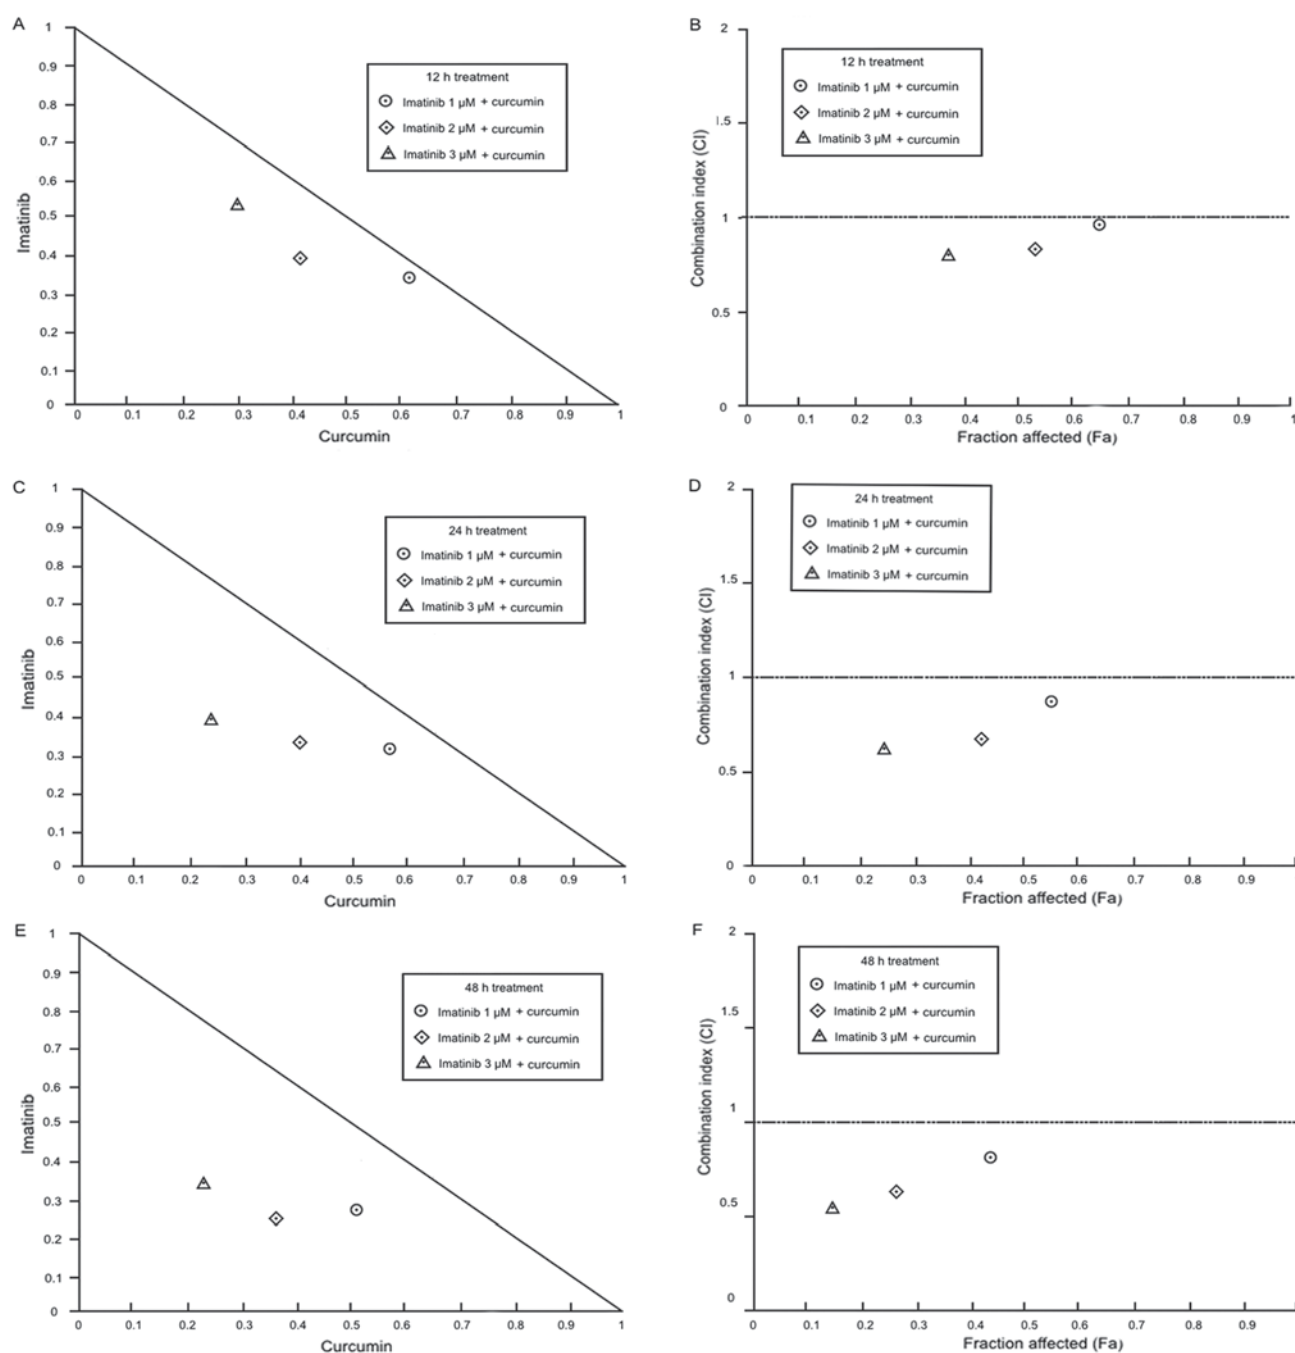 A
1
0.9
0.8
0.7
0.6
0.5
0.4
0.3
0.2
0.1
0
Imatinib
12 h treatment
Imatinib 1 µM + curcumin
Imatinib 2 µM + curcumin
Imatinib 3 µM + curcumin
0 0.1 0.2 0.3 0.4 0.5 0.6 0.7 0.8 0.9 1
Curcumin
B
2
1.5
1
0.5
0
Combination index (CI)
12 h treatment
Imatinib 1 µM + curcumin
Imatinib 2 µM + curcumin
Imatinib 3 µM + curcumin
0 0.1 0.2 0.3 0.4 0.5 0.6 0.7 0.8 0.9 1
Fraction affected (Fa)
C
1
0.9
0.8
0.7
0.6
0.5
0.4
0.3
0.2
0.1
0
Imatinib
24 h treatment
Imatinib 1 µM + curcumin
Imatinib 2 µM + curcumin
Imatinib 3 µM + curcumin
0 0.1 0.2 0.3 0.4 0.5 0.6 0.7 0.8 0.9 1
Curcumin
D
2
1.5
1
0.5
0
Combination index (CI)
24 h treatment
Imatinib 1 µM + curcumin
Imatinib 2 µM + curcumin
Imatinib 3 µM + curcumin
0 0.1 0.2 0.3 0.4 0.5 0.6 0.7 0.8 0.9
Fraction affected (Fa)
E
1
0.9
0.8
0.7
0.6
0.5
0.4
0.3
0.2
0.1
0
Imatinib
48 h treatment
Imatinib 1 µM + curcumin
Imatinib 2 µM + curcumin
Imatinib 3 µM + curcumin
0 0.1 0.2 0.3 0.4 0.5 0.6 0.7 0.8 0.9 1
Curcumin
F
2
1.5
1
0.5
0
Combination index (CI)
48 h treatment
Imatinib 1 µM + curcumin
Imatinib 2 µM + curcumin
Imatinib 3 µM + curcumin
0 0.1 0.2 0.3 0.4 0.5 0.6 0.7 0.8 0.9
Fraction affected (Fa)